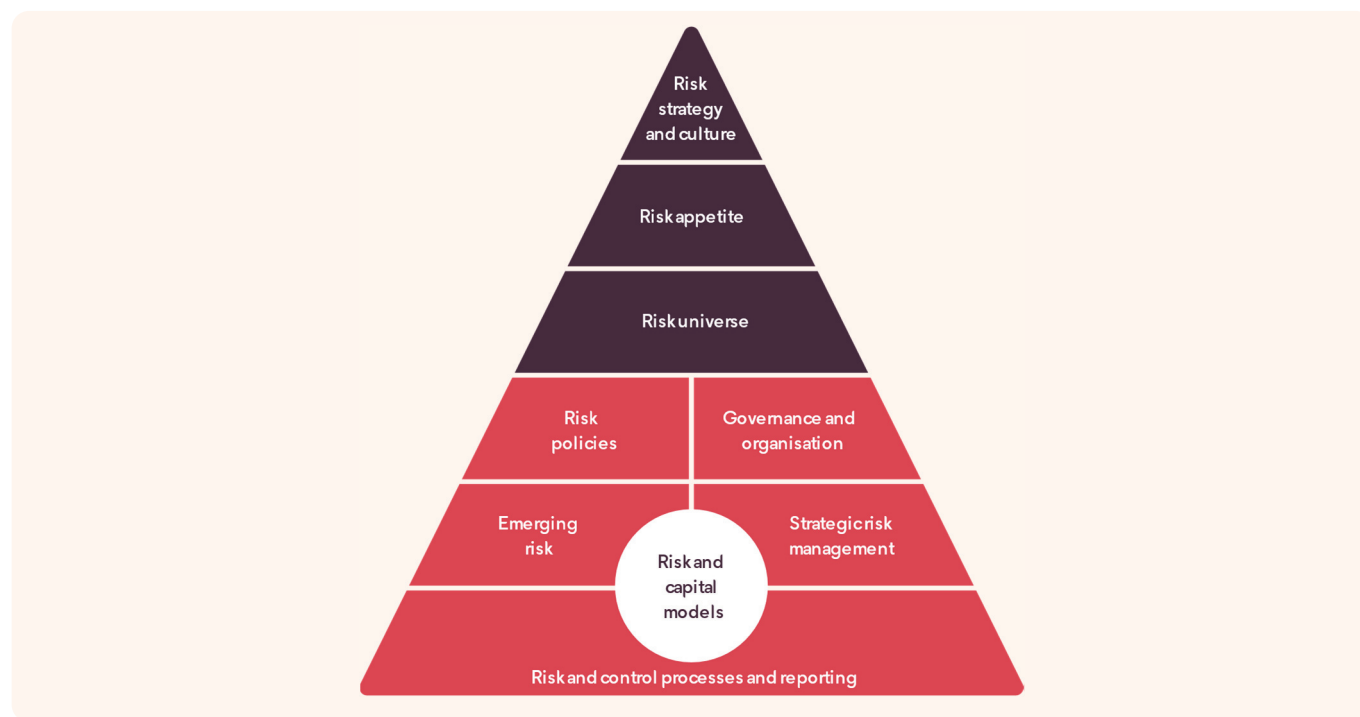 Risk
strategy
and culture
Risk appetite
Risk universe
Risk
policies
Governance and
organisation
Emerging
risk
Strategic risk
management
Risk and
capital
models
Risk and control processes and reporting